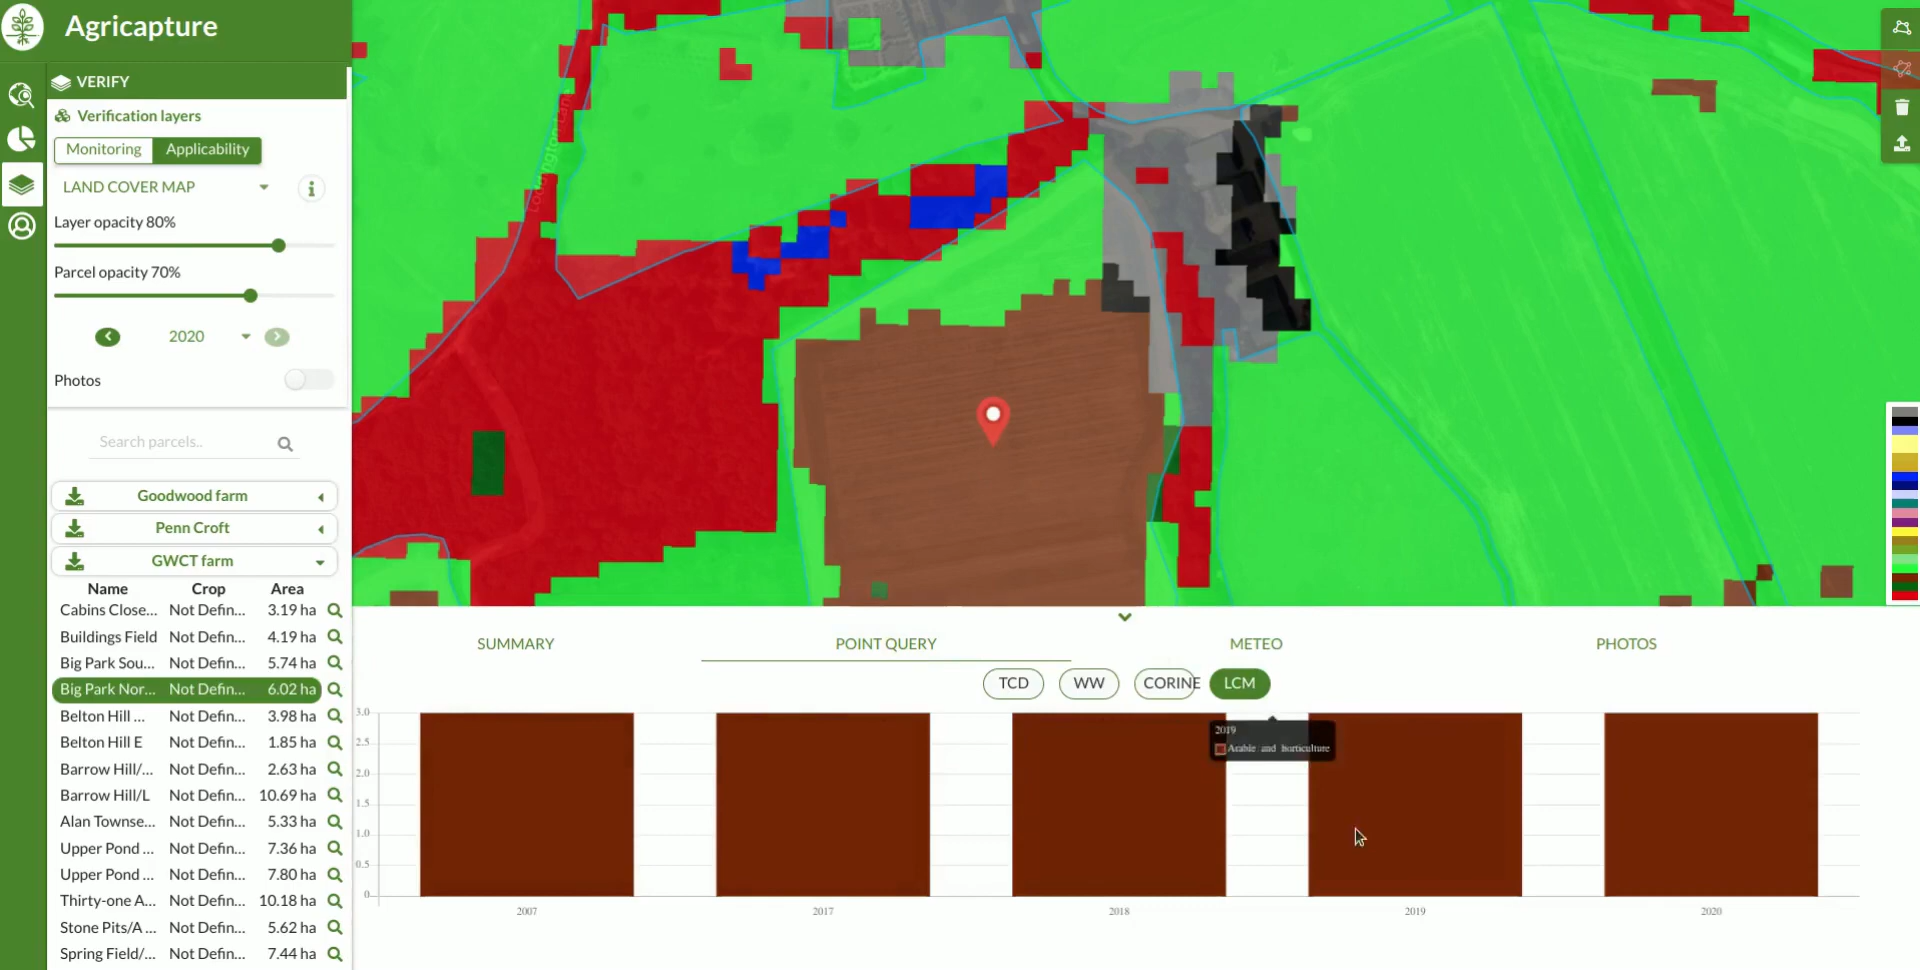 Agricapture
VERIFY
Verification layers
Monitoring Applicability
LAND COVER MAP
Layer opacity 80%
Parcel opacity 70%
2020
Photos
Search parcels..
Goodwood farm
Penn Croft
GWCT farm
Name Crop Area
Cabins Close... Not Defin... 3.19 ha
Buildings Field Not Defin... 4.19 ha
Big Park Sou... Not Defin... 5.74 ha
Big Park Nor... Not Defin... 6.02 ha
Belton Hill ... Not Defin... 3.98 ha
Belton Hill E Not Defin... 1.85 ha
Barrow Hill/... Not Defin... 2.63 ha
Barrow Hill/L Not Defin... 10.69 ha
Alan Townse... Not Defin... 5.33 ha
Upper Pond ... Not Defin... 7.36 ha
Upper Pond ... Not Defin... 7.80 ha
Thirty-one A... Not Defin... 10.18 ha
Stone Pits/A ... Not Defin... 5.62 ha
Spring Field/... Not Defin... 7.44 ha
Loddington Lane
SUMMARY POINT QUERY METEO PHOTOS
TCD WW CORINE LCM
3.0
2.5
2.0
1.5
1.0
0.5
0
2019
Arable and horticulture
2007 2017 2018 2019 2020